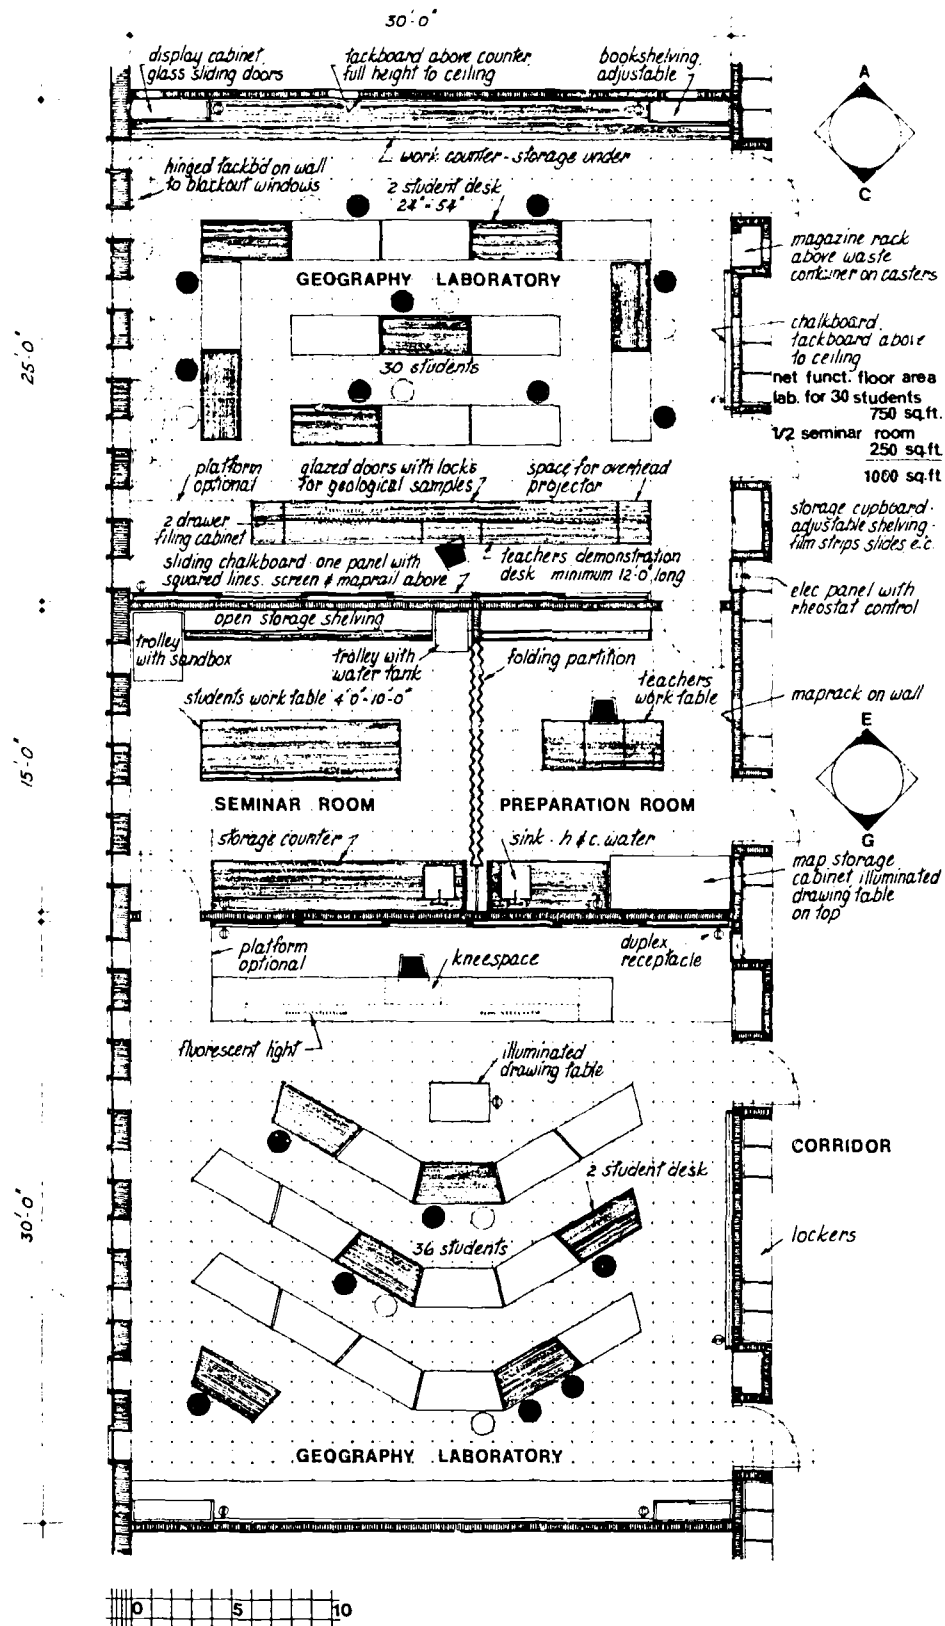 30'-0"
display cabinet
glass sliding doors
tackboard above counter
full height to ceiling
bookshelving
adjustable
A
C
work counter - storage under
hinged tackbd on wall
to blackout windows
2 student desk
24" - 54"
magazine rack
above waste
container on casters
GEOGRAPHY LABORATORY
25'-0"
chalkboard
tackboard above
to ceiling
30 students
net funct. floor area
lab. for 30 students
750 sq.ft.
1/2 seminar room
250 sq.ft.
1000 sq.ft
platform
optional
glazed doors with locks
for geological samples
space for overhead
projector
storage cupboard -
adjustable shelving -
film strips slides e.c.
2 drawer
filing cabinet
sliding chalkboard - one panel with
squared lines. screen & maprail above
teachers demonstration
desk minimum 12'-0" long
elec panel with
rheostat control
open storage shelving
trolley
with sandbox
trolley with
water tank
folding partition
teachers
work table
students work table 4'-0" - 10'-0"
maprack on wall
15'-0"
E
G
SEMINAR ROOM
PREPARATION ROOM
storage counter
sink - h & c. water
map storage
cabinet illuminated
drawing table
on top
platform
optional
kneespace
duplex
receptacle
fluorescent light
illuminated
drawing table
CORRIDOR
2 student desk
30'-0"
36 students
lockers
GEOGRAPHY LABORATORY
0 5 10